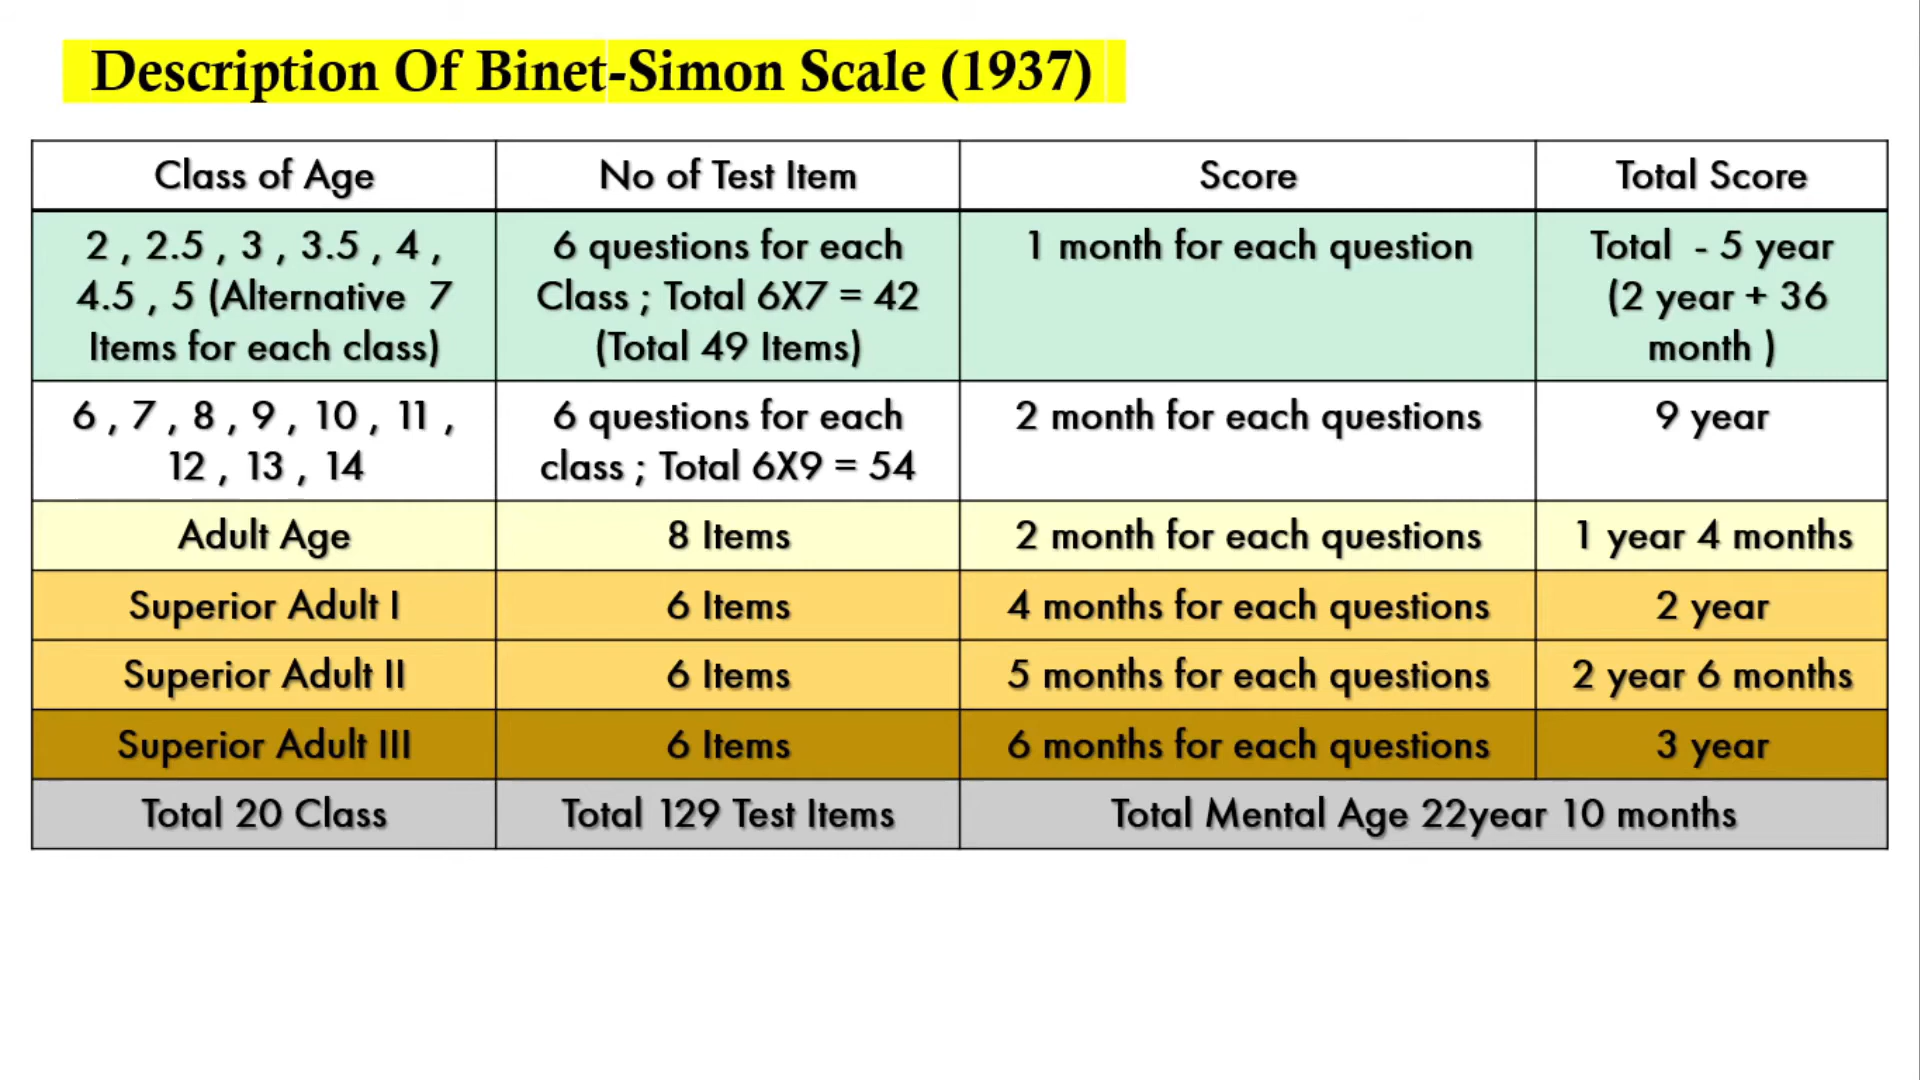 Description Of Binet-Simon Scale (1937)
Class of Age
No of Test Item
Score
Total Score
2 , 2.5 , 3 , 3.5 , 4 ,
4.5 , 5 (Alternative 7
Items for each class)
6 questions for each
Class ; Total 6X7 = 42
(Total 49 Items)
1 month for each question
Total - 5 year
(2 year + 36
month )
6 , 7 , 8 , 9 , 10 , 11 ,
12 , 13 , 14
6 questions for each
class ; Total 6X9 = 54
2 month for each questions
9 year
Adult Age
8 Items
2 month for each questions
1 year 4 months
Superior Adult I
6 Items
4 months for each questions
2 year
Superior Adult II
6 Items
5 months for each questions
2 year 6 months
Superior Adult III
6 Items
6 months for each questions
3 year
Total 20 Class
Total 129 Test Items
Total Mental Age 22year 10 months